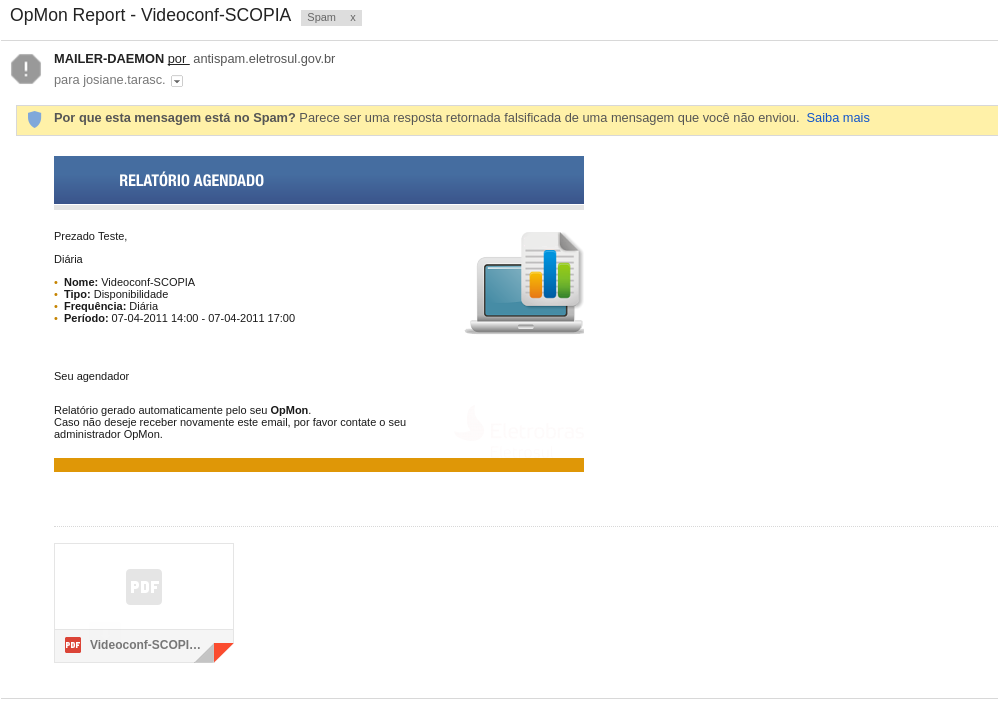 OpMon Report - Videoconf-SCOPIA Spam x
MAILER-DAEMON por antispam.eletrosul.gov.br
para josiane.tarasc.
Por que esta mensagem está no Spam? Parece ser uma resposta retornada falsificada de uma mensagem que você não enviou. Saiba mais
RELATÓRIO AGENDADO
Prezado Teste,
Diária
• Nome: Videoconf-SCOPIA
• Tipo: Disponibilidade
• Frequência: Diária
• Período: 07-04-2011 14:00 - 07-04-2011 17:00
Seu agendador
Relatório gerado automaticamente pelo seu OpMon.
Caso não deseje receber novamente este email, por favor contate o seu
administrador OpMon.
Eletrobras
PDF
PDF Videoconf-SCOPI...